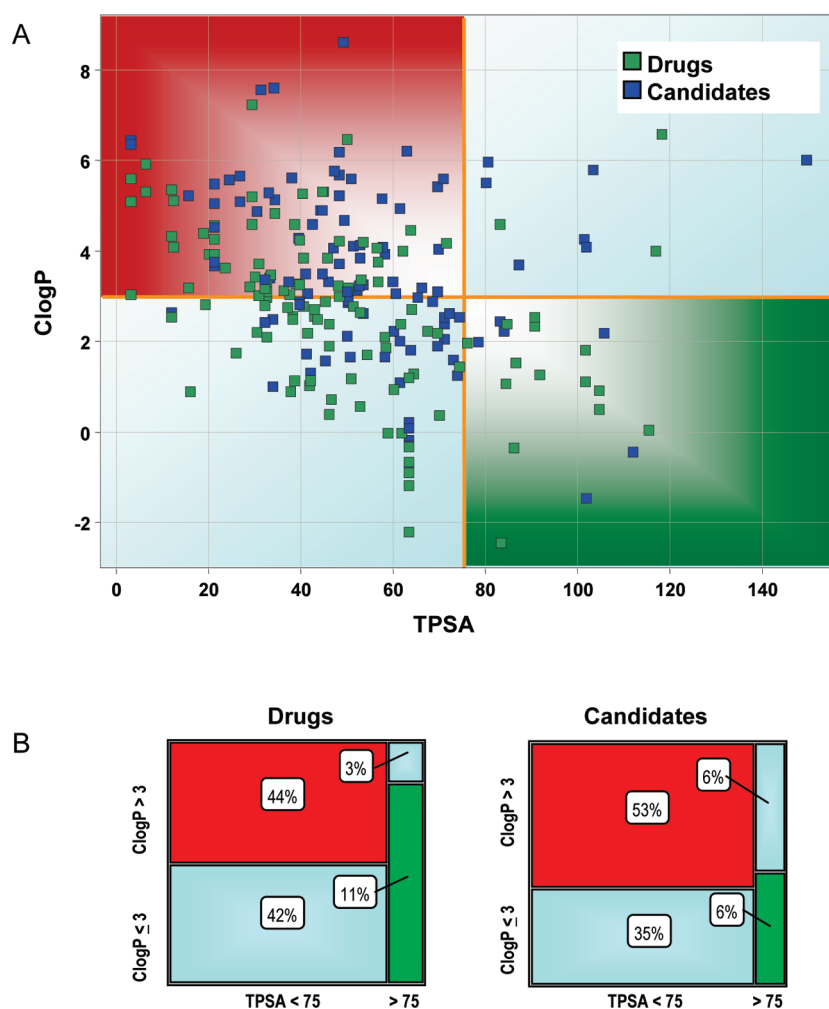 A
Drugs
Candidates
ClogP
8
6
4
2
0
-2
0 20 40 60 80 100 120 140
TPSA
B
Drugs
Candidates
ClogP > 3
44%
3%
ClogP ≤ 3
42%
11%
TPSA < 75 > 75
ClogP > 3
53%
6%
ClogP ≤ 3
35%
6%
TPSA < 75 > 75